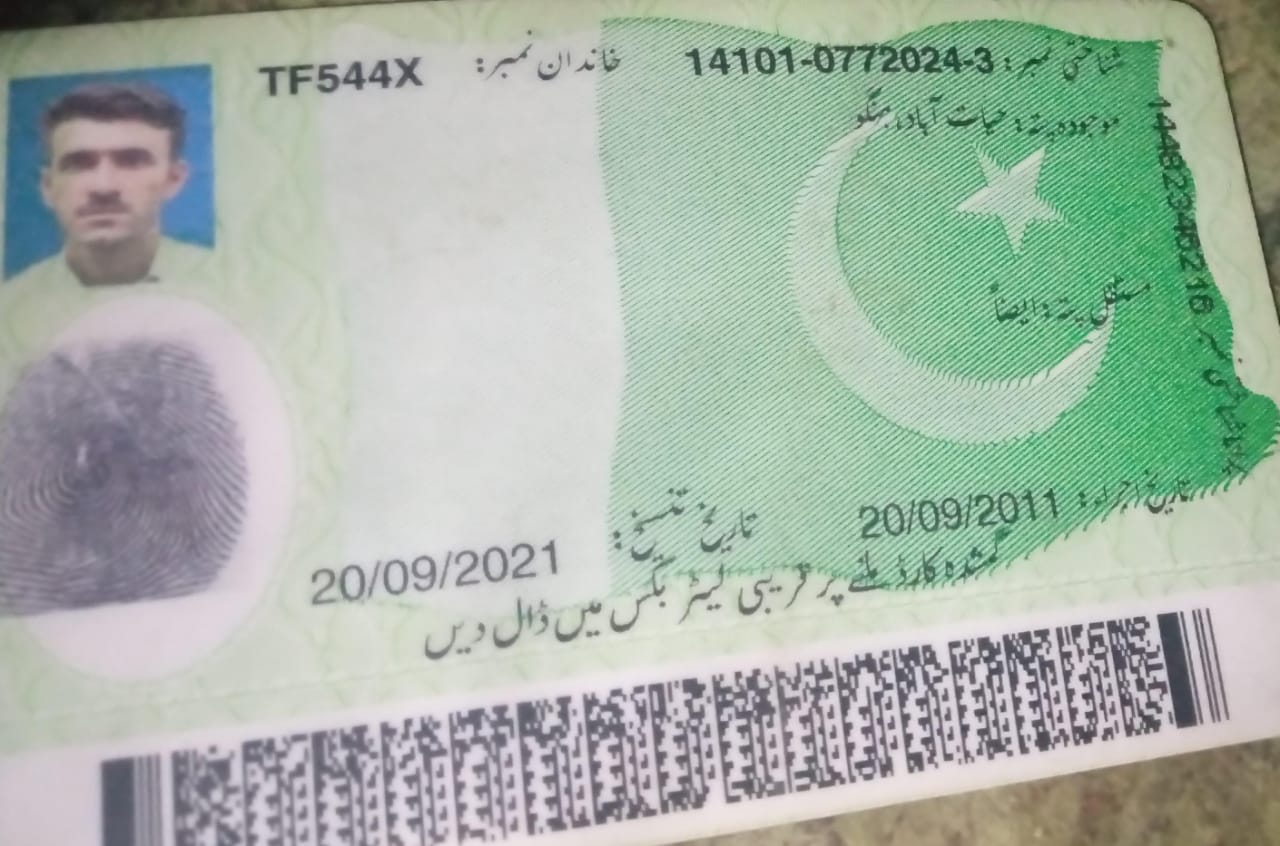 شناختی نمبر: 14101-0772024-3 خاندان نمبر: TF544X
موجودہ پتہ: حیات آباد، ہنگو
مستقل پتہ: ایضاً
تاریخ اجراء: 20/09/2011 تاریخ تنسیخ: 20/09/2021
گمشدہ کارڈ ملنے پر قریبی لیٹر بکس میں ڈال دیں